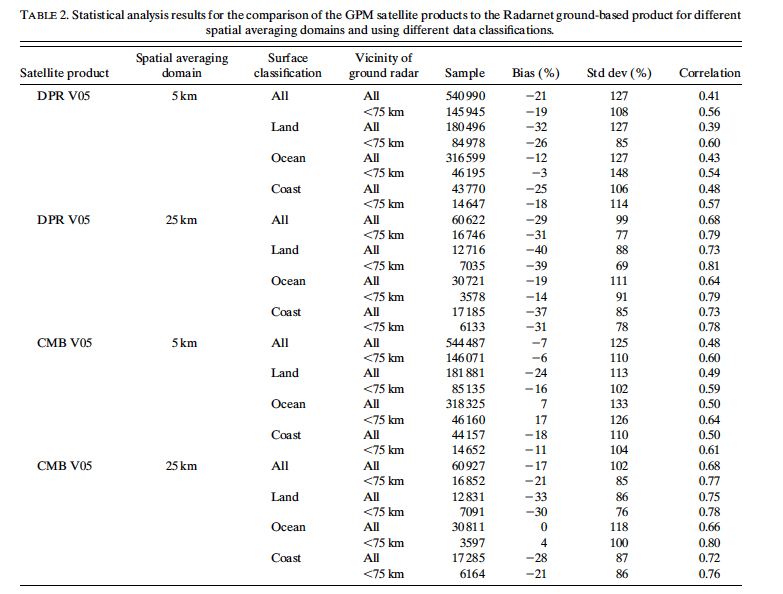 TABLE 2. Statistical analysis results for the comparison of the GPM satellite products to the Radarnet ground-based product for different
spatial averaging domains and using different data classifications.
Spatial averaging Surface Vicinity of
Satellite product domain classification ground radar Sample Bias (%) Std dev (%) Correlation
DPR V05 5 km All All 540 990 −21 127 0.41
<75 km 145 945 −19 108 0.56
Land All 180 496 −32 127 0.39
<75 km 84 978 −26 85 0.60
Ocean All 316 599 −12 127 0.43
<75 km 46 195 −3 148 0.54
Coast All 43 770 −25 106 0.48
<75 km 14 647 −18 114 0.57
DPR V05 25 km All All 60 622 −29 99 0.68
<75 km 16 746 −31 77 0.79
Land All 12 716 −40 88 0.73
<75 km 7035 −39 69 0.81
Ocean All 30 721 −19 111 0.64
<75 km 3578 −14 91 0.79
Coast All 17 185 −37 85 0.73
<75 km 6133 −31 78 0.78
CMB V05 5 km All All 544 487 −7 125 0.48
<75 km 146 071 −6 110 0.60
Land All 181 881 −24 113 0.49
<75 km 85 135 −16 102 0.59
Ocean All 318 325 7 133 0.50
<75 km 46 160 17 126 0.64
Coast All 44 157 −18 110 0.50
<75 km 14 652 −11 104 0.61
CMB V05 25 km All All 60 927 −17 102 0.68
<75 km 16 852 −21 85 0.77
Land All 12 831 −33 86 0.75
<75 km 7091 −30 76 0.78
Ocean All 30 811 0 118 0.66
<75 km 3597 4 100 0.80
Coast All 17 285 −28 87 0.72
<75 km 6164 −21 86 0.76